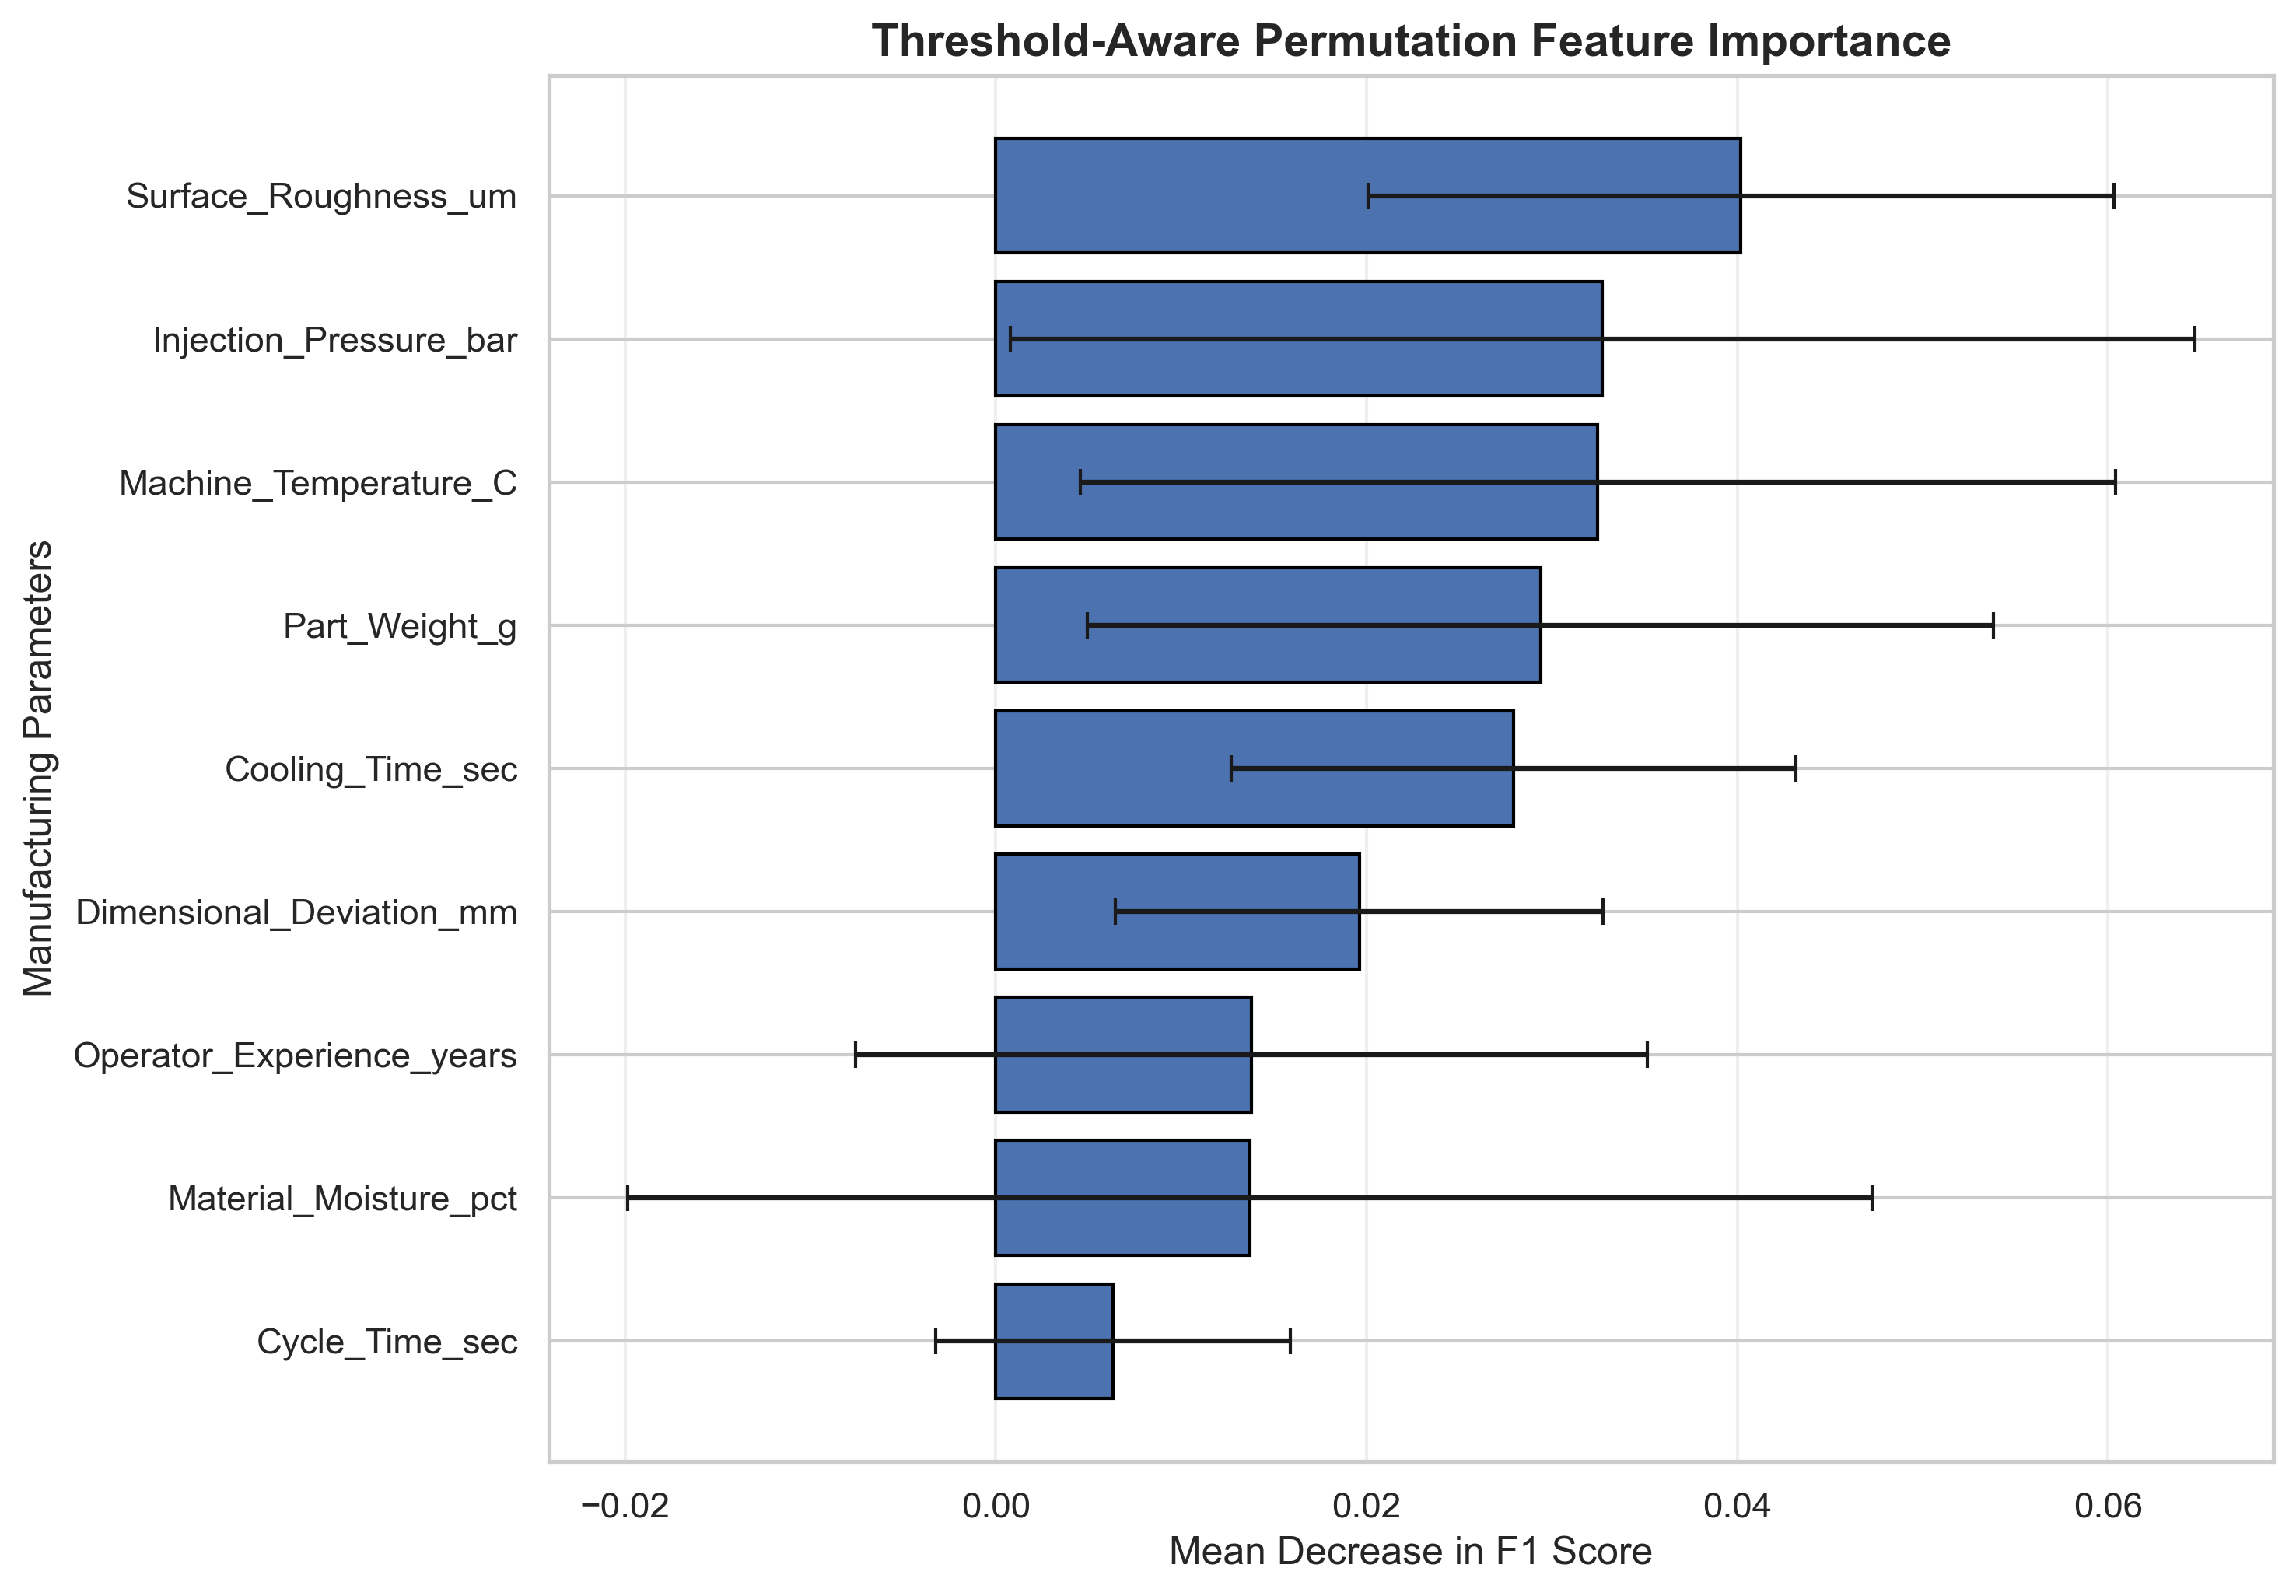 Threshold-Aware Permutation Feature Importance
Manufacturing Parameters
Surface_Roughness_um
Injection_Pressure_bar
Machine_Temperature_C
Part_Weight_g
Cooling_Time_sec
Dimensional_Deviation_mm
Operator_Experience_years
Material_Moisture_pct
Cycle_Time_sec
−0.02 0.00 0.02 0.04 0.06
Mean Decrease in F1 Score